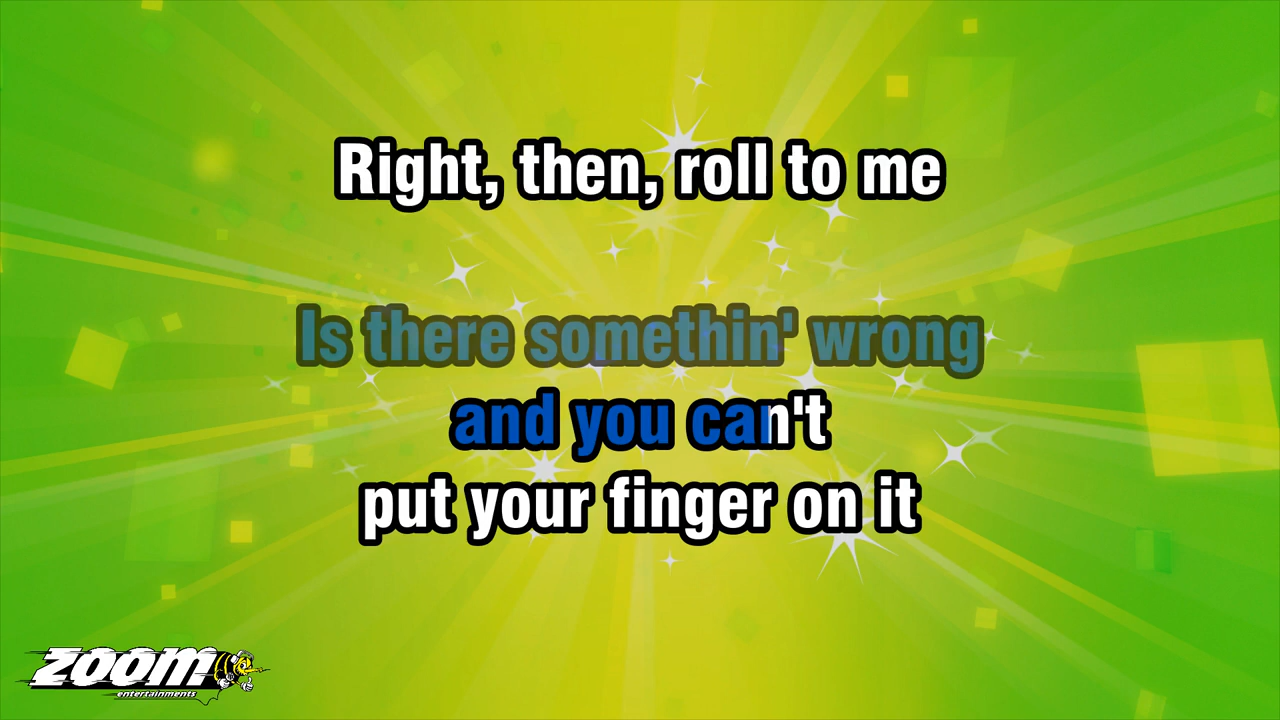 Right, then, roll to me
Is there somethin' wrong
and you can't
put your finger on it
zoom
entertainments